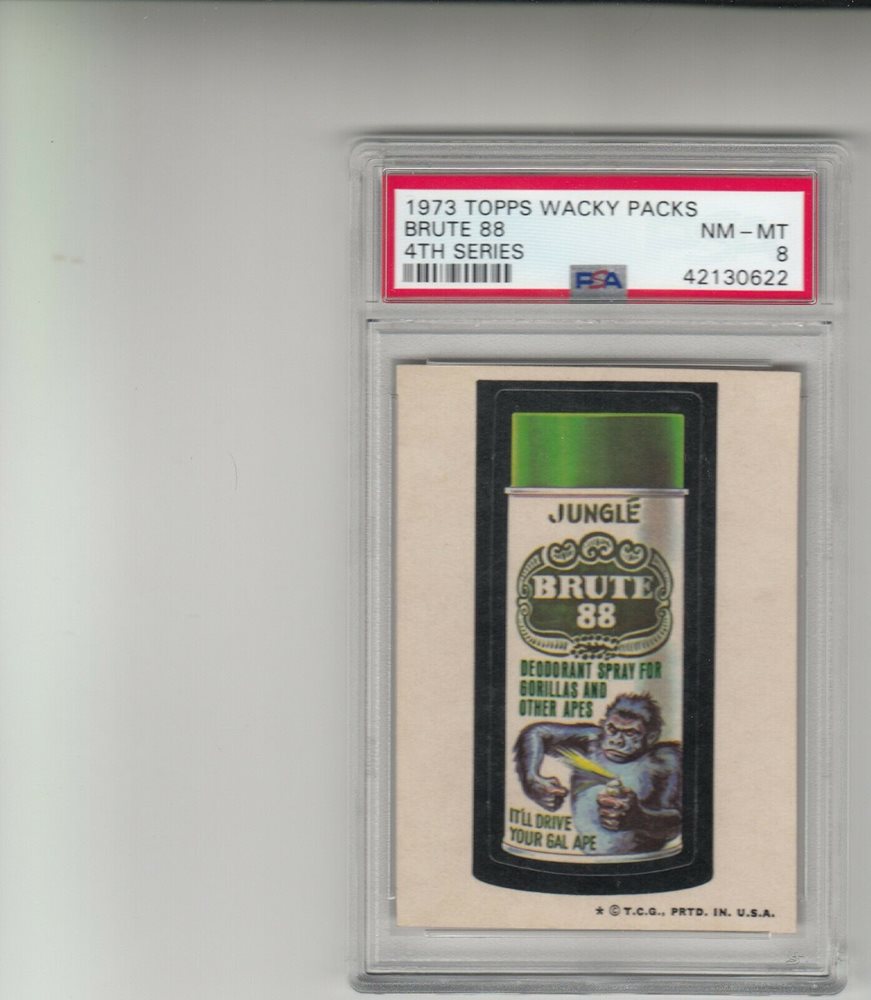 1973 TOPPS WACKY PACKS
BRUTE 88 NM - MT
4TH SERIES 8
PSA 42130622
JUNGLÉ
BRUTE
88
DEODORANT SPRAY FOR
GORILLAS AND
OTHER APES
IT'LL DRIVE
YOUR GAL APE
* © T.C.G., PRTD. IN. U.S.A.